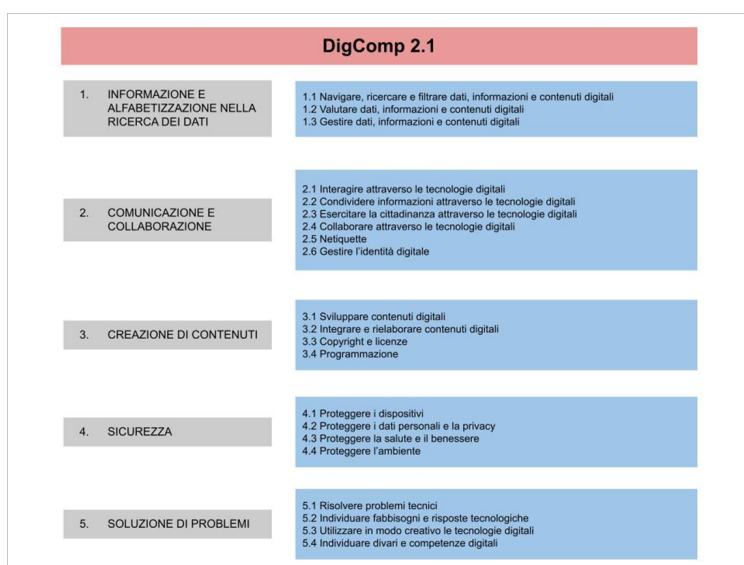 DigComp 2.1
1. INFORMAZIONE E
ALFABETIZZAZIONE NELLA
RICERCA DEI DATI
1.1 Navigare, ricercare e filtrare dati, informazioni e contenuti digitali
1.2 Valutare dati, informazioni e contenuti digitali
1.3 Gestire dati, informazioni e contenuti digitali
2. COMUNICAZIONE E
COLLABORAZIONE
2.1 Interagire attraverso le tecnologie digitali
2.2 Condividere informazioni attraverso le tecnologie digitali
2.3 Esercitare la cittadinanza attraverso le tecnologie digitali
2.4 Collaborare attraverso le tecnologie digitali
2.5 Netiquette
2.6 Gestire l’identità digitale
3. CREAZIONE DI CONTENUTI
3.1 Sviluppare contenuti digitali
3.2 Integrare e rielaborare contenuti digitali
3.3 Copyright e licenze
3.4 Programmazione
4. SICUREZZA
4.1 Proteggere i dispositivi
4.2 Proteggere i dati personali e la privacy
4.3 Proteggere la salute e il benessere
4.4 Proteggere l’ambiente
5. SOLUZIONE DI PROBLEMI
5.1 Risolvere problemi tecnici
5.2 Individuare fabbisogni e risposte tecnologiche
5.3 Utilizzare in modo creativo le tecnologie digitali
5.4 Individuare divari e competenze digitali